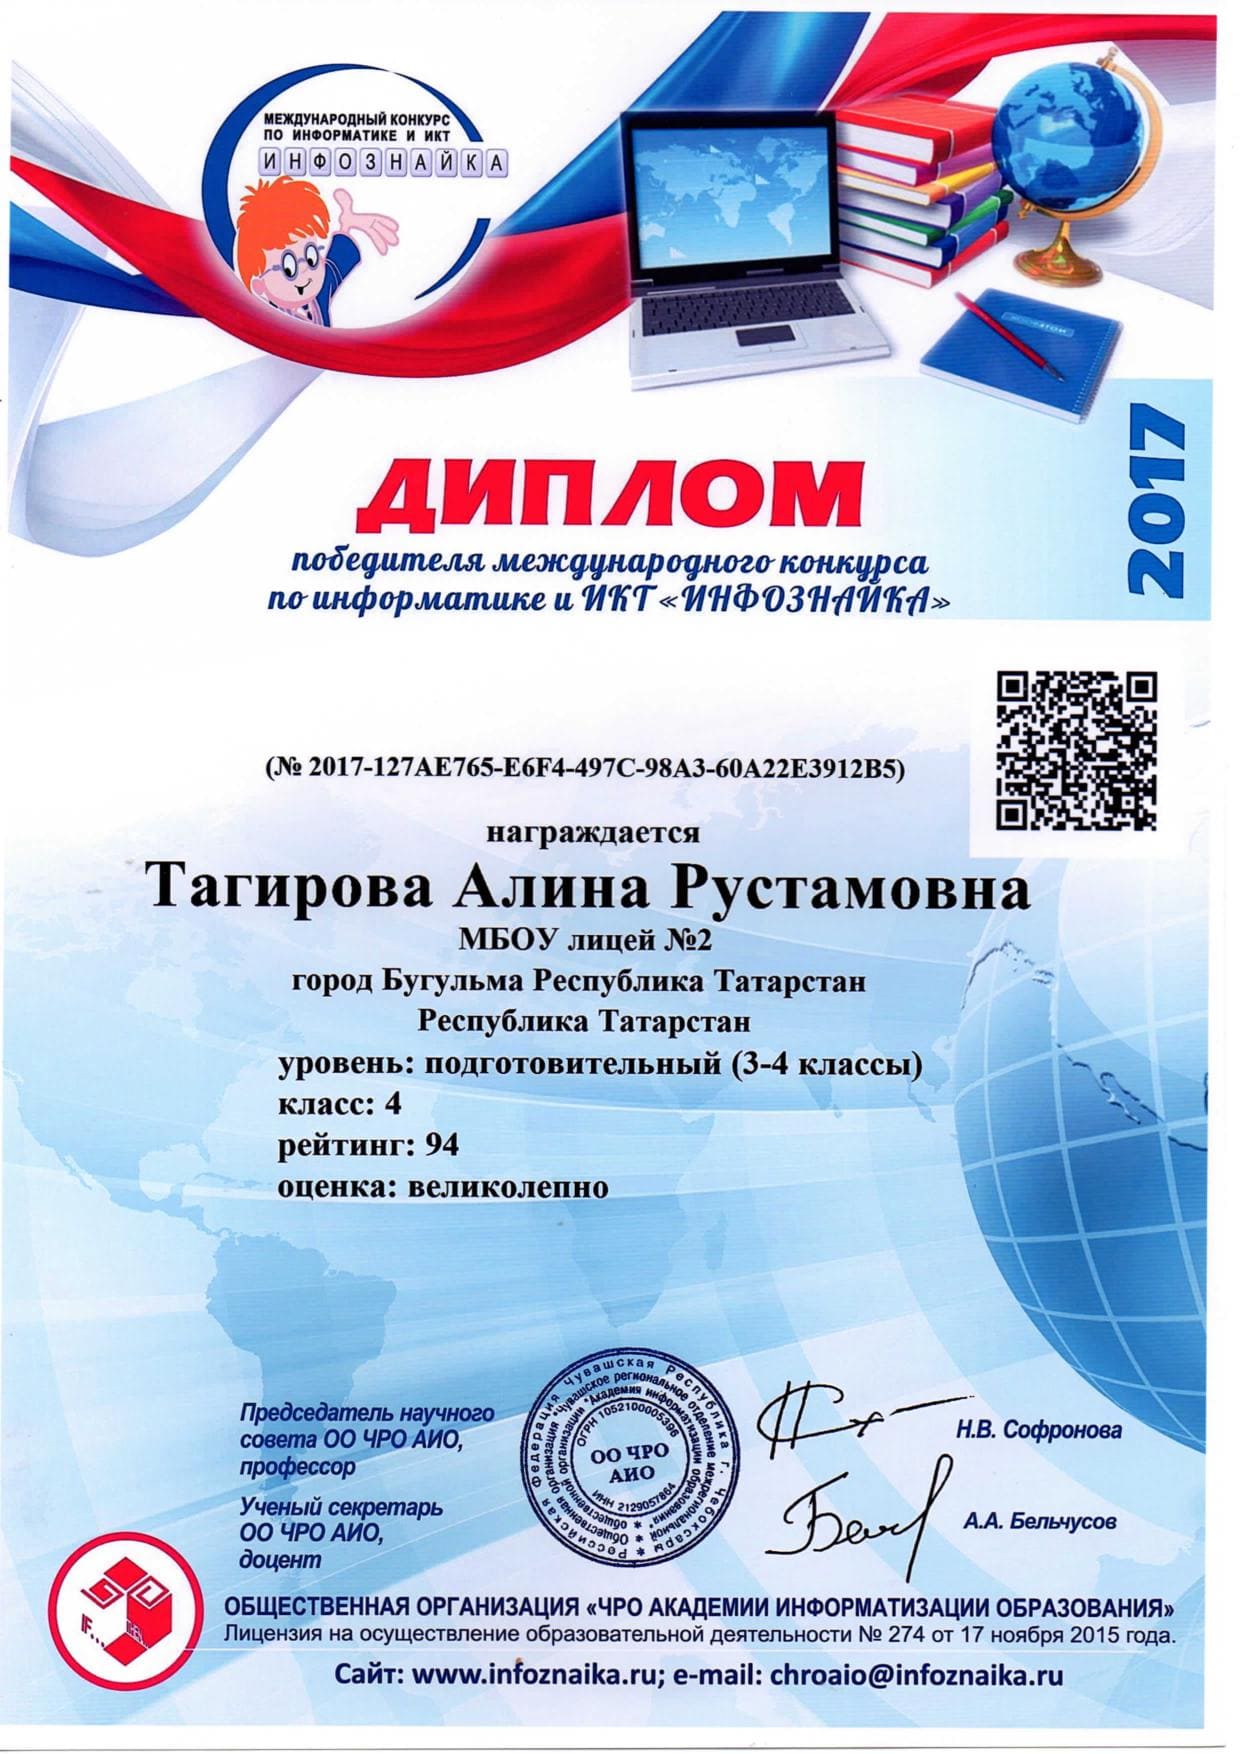 МЕЖДУНАРОДНЫЙ КОНКУРС
ПО ИНФОРМАТИКЕ И ИКТ
ИНФОЗНАЙКА
2017
ДИПЛОМ
победителя международного конкурса
по информатике и ИКТ «ИНФОЗНАЙКА»
(№ 2017-127AE765-E6F4-497C-98A3-60A22E3912B5)
награждается
Тагирова Алина Рустамовна
МБОУ лицей №2
город Бугульма Республика Татарстан
Республика Татарстан
уровень: подготовительный (3-4 классы)
класс: 4
рейтинг: 94
оценка: великолепно
Председатель научного
совета ОО ЧРО АИО,
профессор
Н.В. Софронова
Ученый секретарь
ОО ЧРО АИО,
доцент
А.А. Бельчусов
Российская Федерация Чувашская Республика г. Чебоксары
Общественная организация "Чувашское региональное отделение межрегиональной
общественной организации "Академия информатизации образования"
ОГРН 1052100005396
ОО ЧРО
АИО
ИНН 2129057864
IF...
THEN...
ОБЩЕСТВЕННАЯ ОРГАНИЗАЦИЯ «ЧРО АКАДЕМИИ ИНФОРМАТИЗАЦИИ ОБРАЗОВАНИЯ»
Лицензия на осуществление образовательной деятельности № 274 от 17 ноября 2015 года.
Сайт: www.infoznaika.ru; e-mail: chroaio@infoznaika.ru